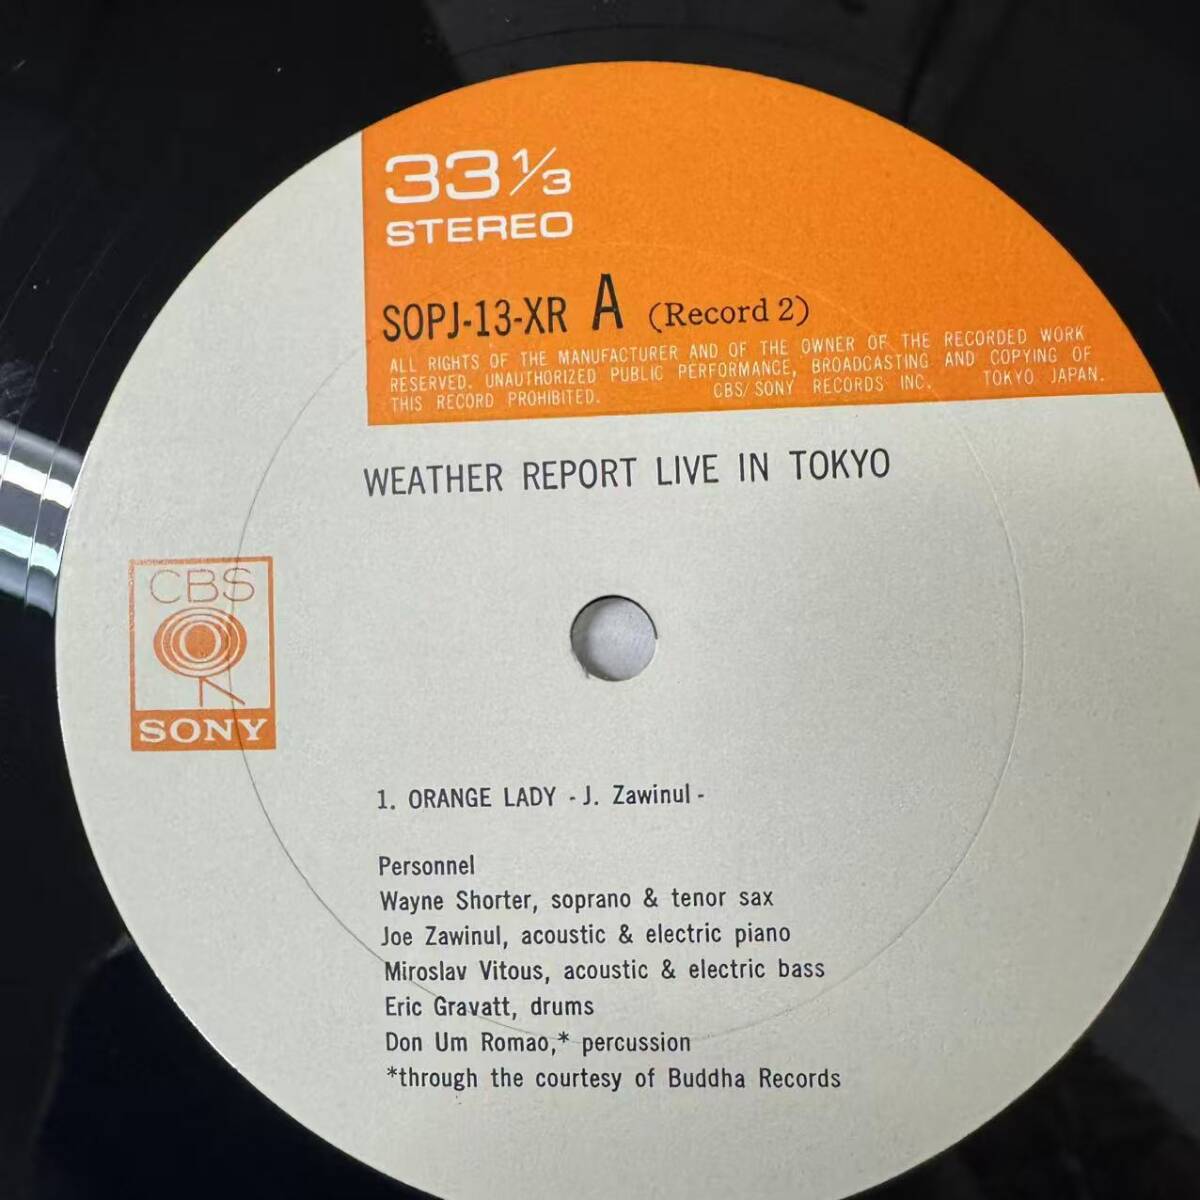 33 1/3
STEREO
SOPJ-13-XR A (Record 2)
ALL RIGHTS OF THE MANUFACTURER AND OF THE OWNER OF THE RECORDED WORK
RESERVED. UNAUTHORIZED PUBLIC PERFORMANCE, BROADCASTING AND COPYING OF
THIS RECORD PROHIBITED. CBS/SONY RECORDS INC. TOKYO JAPAN.
WEATHER REPORT LIVE IN TOKYO
CBS
SONY
1. ORANGE LADY - J. Zawinul -
Personnel
Wayne Shorter, soprano & tenor sax
Joe Zawinul, acoustic & electric piano
Miroslav Vitous, acoustic & electric bass
Eric Gravatt, drums
Don Um Romao,* percussion
*through the courtesy of Buddha Records